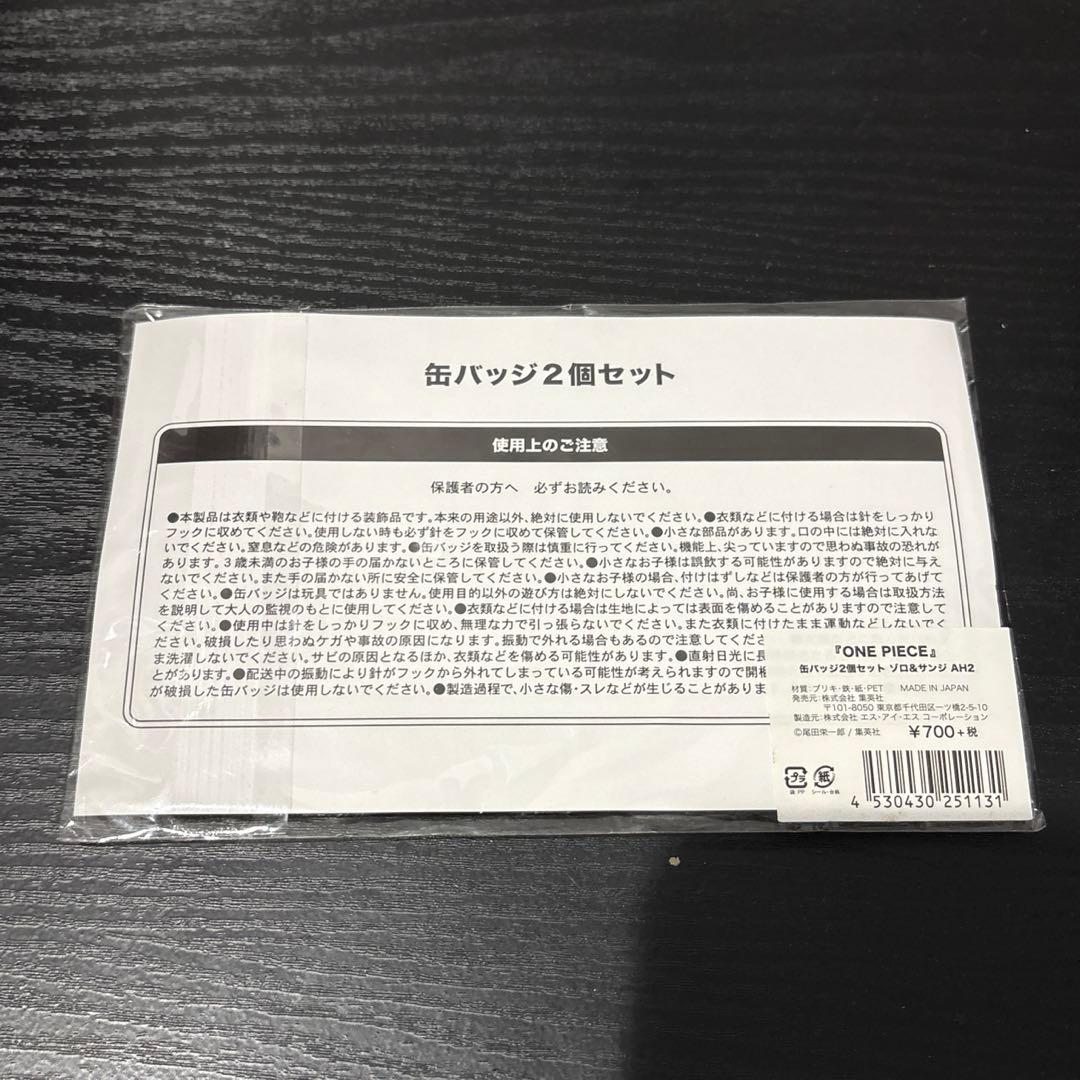 缶バッジ2個セット
使用上のご注意
保護者の方へ　必ずお読みください。
●本製品は衣類や鞄などに付ける装飾品です。本来の用途以外、絶対に使用しないでください。●衣類などに付ける場合は針をしっかり
フックに収めてください。使用しない時も必ず針をフックに収めて保管してください。●小さな部品があります。口の中には絶対に入れな
いでください。窒息などの危険があります。●缶バッジを取扱う際は慎重に行ってください。機能上、尖っていますので思わぬ事故の恐れが
あります。3歳未満のお子様の手の届かないところに保管してください。●小さなお子様は誤飲する可能性がありますので絶対に与え
ないでください。また手の届かない所に安全に保管してください。●小さなお子様の場合、付けはずしなどは保護者の方が行ってあげて
ください。●缶バッジは玩具ではありません。使用目的以外の遊び方は絶対にしないでください。尚、お子様に使用する場合は取扱方法
を説明して大人の監視のもとに使用してください。●衣類などに付ける場合は生地によっては表面を傷めることがありますので注意して
ください。●使用中は針をしっかりフックに収め、無理な力で引っ張らないでください。また衣類に付けたまま運動などしないでく
ださい。破損したり思わぬケガや事故の原因になります。振動で外れる場合もあるので注意してくださ
ま洗濯しないでください。サビの原因となるほか、衣類などを傷める可能性があります。●直射日光に長
とがあります。●配送中の振動により針がフックから外れてしまっている可能性が考えられますので開梱
が破損した缶バッジは使用しないでください。●製造過程で、小さな傷・スレなどが生じることがありま
『ONE PIECE』
缶バッジ2個セット ゾロ&サンジ AH2
材質：ブリキ・鉄・紙・PET　MADE IN JAPAN
発売元：株式会社 集英社
〒101-8050 東京都千代田区一ツ橋2-5-10
製造元：株式会社 エス・アイ・エス コーポレーション
©尾田栄一郎 / 集英社　¥700+税
プラ 紙
袋 PP シール・台紙
4 530430 251131